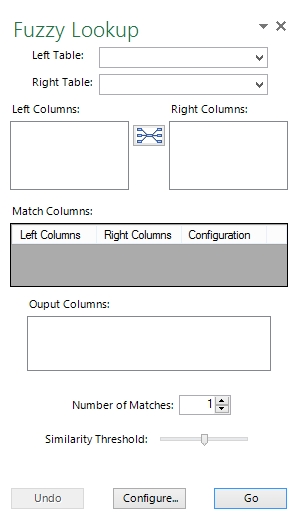 Fuzzy Lookup
Left Table:
Right Table:
Left Columns: Right Columns:
Match Columns:
Left Columns Right Columns Configuration
Ouput Columns:
Number of Matches: 1
Similarity Threshold:
Undo Configure... Go